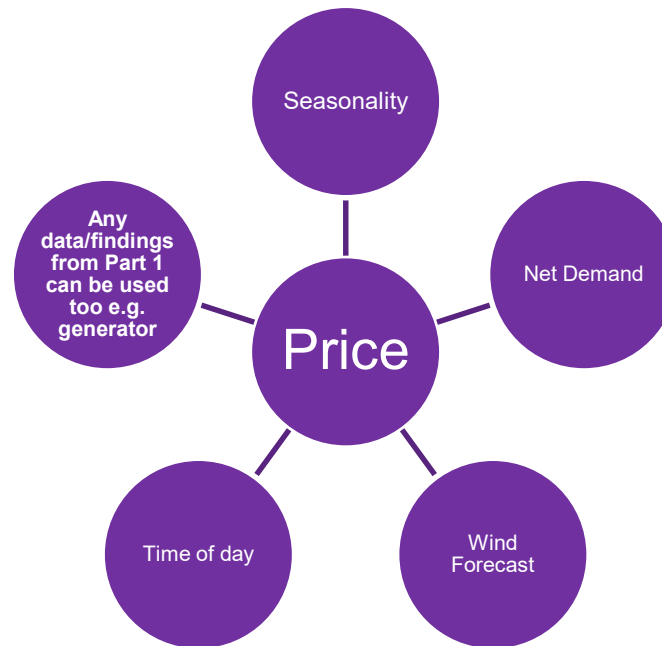 Seasonality
Any
data/findings
from Part 1
can be used
too e.g.
generator
Net Demand
Price
Time of day
Wind
Forecast